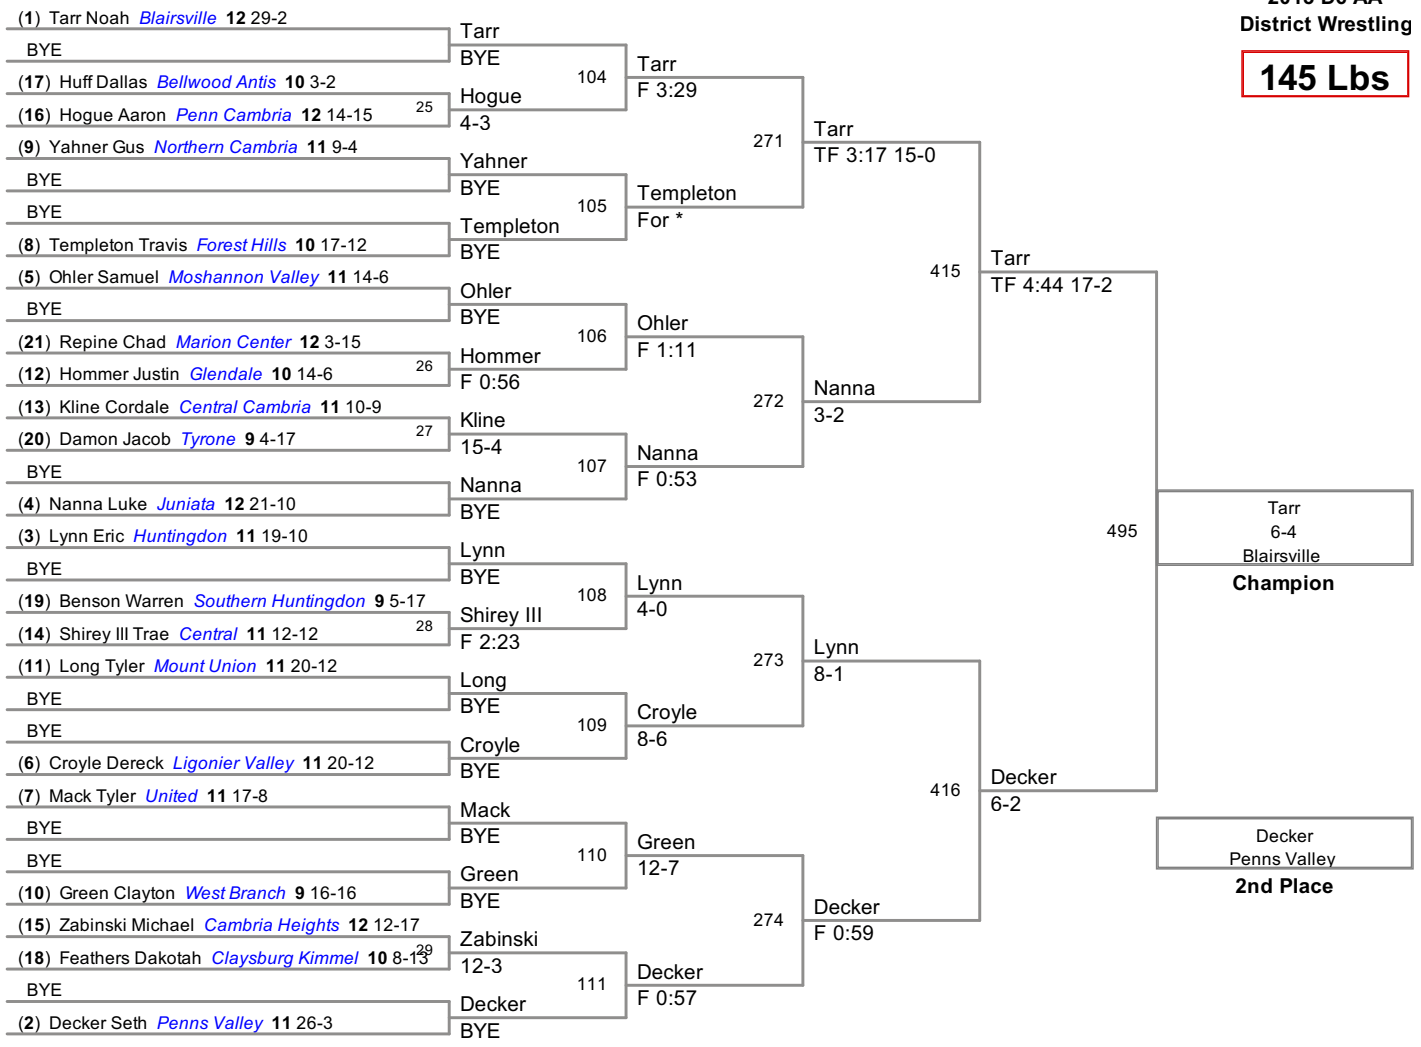 District Wrestling
145 Lbs
(1) Tarr Noah Blairsville 12 29-2
BYE
(17) Huff Dallas Bellwood Antis 10 3-2
(16) Hogue Aaron Penn Cambria 12 14-15
(9) Yahner Gus Northern Cambria 11 9-4
BYE
BYE
(8) Templeton Travis Forest Hills 10 17-12
(5) Ohler Samuel Moshannon Valley 11 14-6
BYE
(21) Repine Chad Marion Center 12 3-15
(12) Hommer Justin Glendale 10 14-6
(13) Kline Cordale Central Cambria 11 10-9
(20) Damon Jacob Tyrone 9 4-17
BYE
(4) Nanna Luke Juniata 12 21-10
(3) Lynn Eric Huntingdon 11 19-10
BYE
(19) Benson Warren Southern Huntingdon 9 5-17
(14) Shirey III Trae Central 11 12-12
(11) Long Tyler Mount Union 11 20-12
BYE
BYE
(6) Croyle Dereck Ligonier Valley 11 20-12
(7) Mack Tyler United 11 17-8
BYE
BYE
(10) Green Clayton West Branch 9 16-16
(15) Zabinski Michael Cambria Heights 12 12-17
(18) Feathers Dakotah Claysburg Kimmel 10 8-13
BYE
(2) Decker Seth Penns Valley 11 26-3
25
26
27
28
29
Tarr
BYE
Hogue
4-3
Yahner
BYE
Templeton
BYE
Ohler
BYE
Hommer
F 0:56
Kline
15-4
Nanna
BYE
Lynn
BYE
Shirey III
F 2:23
Long
BYE
Croyle
BYE
Mack
BYE
Green
BYE
Zabinski
12-3
Decker
BYE
104
105
106
107
108
109
110
111
Tarr
F 3:29
Templeton
For *
Ohler
F 1:11
Nanna
F 0:53
Lynn
4-0
Croyle
8-6
Green
12-7
Decker
F 0:57
271
272
273
274
Tarr
TF 3:17 15-0
Nanna
3-2
Lynn
8-1
Decker
F 0:59
415
416
Tarr
TF 4:44 17-2
Decker
6-2
495
Tarr
6-4
Blairsville
Champion
Decker
Penns Valley
2nd Place